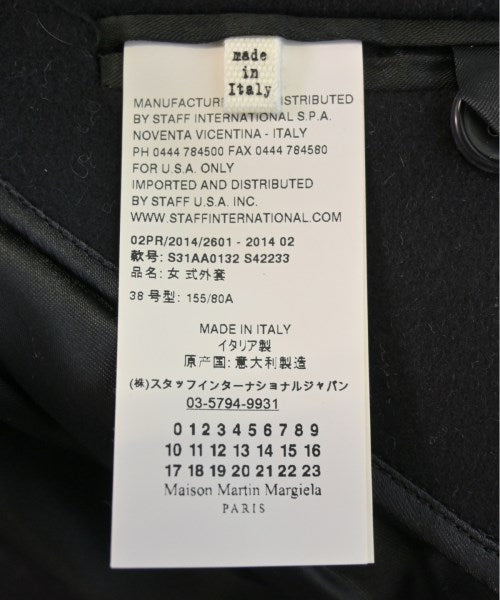 made
in
Italy
MANUFACTUR ISTRIBUTED
BY STAFF INTERNATIONAL S.P.A.
NOVENTA VICENTINA - ITALY
PH 0444 784500 FAX 0444 784580
FOR U.S.A. ONLY
IMPORTED AND DISTRIBUTED
BY STAFF U.S.A. INC.
WWW.STAFFINTERNATIONAL.COM
02PR/2014/2601 - 2014 02
款号: S31AA0132 S42233
品名: 女 式外套
38 号型: 155/80A
MADE IN ITALY
イタリア製
原产国: 意大利製造
(株)スタッフインターナショナルジャパン
03-5794-9931
0 1 2 3 4 5 6 7 8 9
10 11 12 13 14 15 16
17 18 19 20 21 22 23
Maison Martin Margiela
PARIS